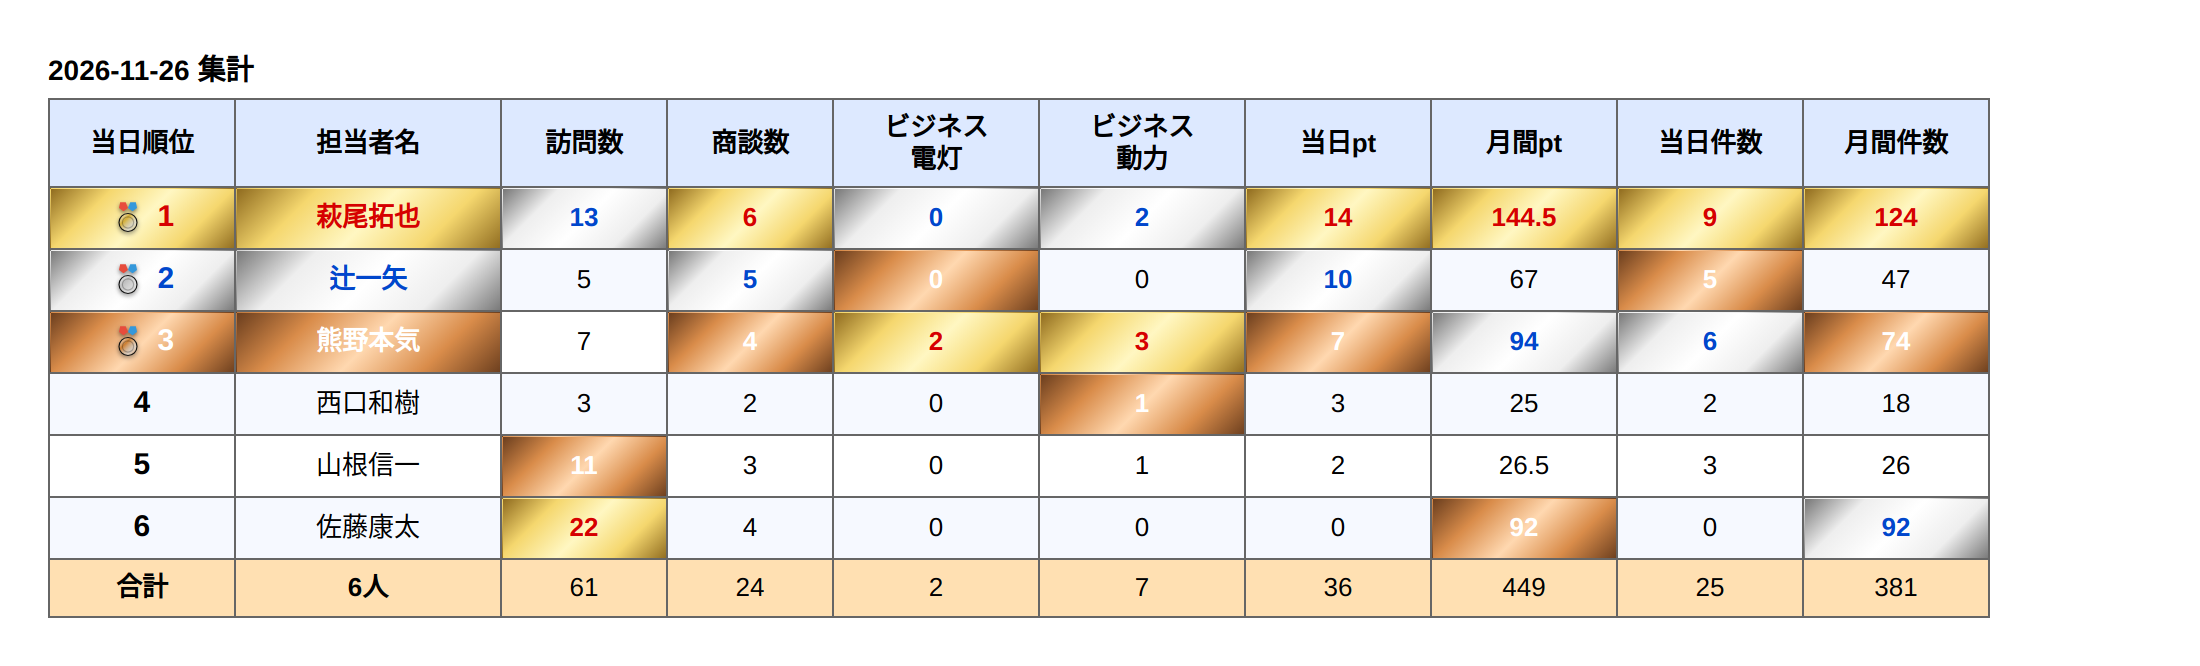 2026-11-26 集計
当日順位 担当者名 訪問数 商談数 ビジネス電灯 ビジネス動力 当日pt 月間pt 当日件数 月間件数
1 萩尾拓也 13 6 0 2 14 144.5 9 124
2 辻一矢 5 5 0 0 10 67 5 47
3 熊野本気 7 4 2 3 7 94 6 74
4 西口和樹 3 2 0 1 3 25 2 18
5 山根信一 11 3 0 1 2 26.5 3 26
6 佐藤康太 22 4 0 0 0 92 0 92
合計 6人 61 24 2 7 36 449 25 381